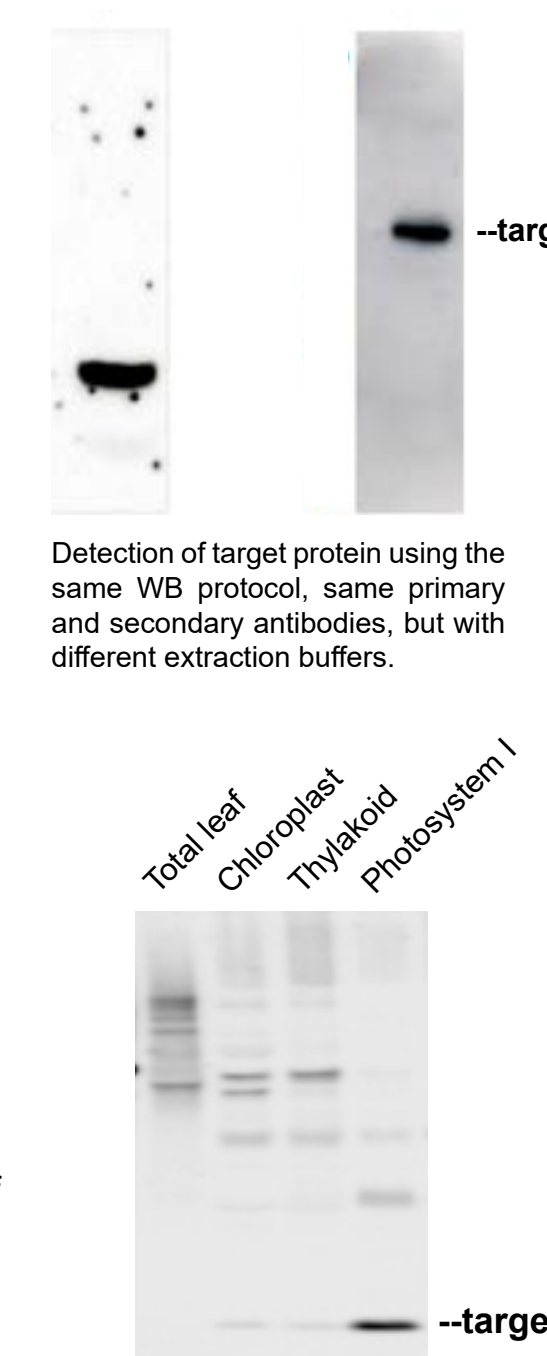 --targ
Detection of target protein using the
same WB protocol, same primary
and secondary antibodies, but with
different extraction buffers.
Total leaf
Chloroplast
Thylakoid
Photosystem I
--targe